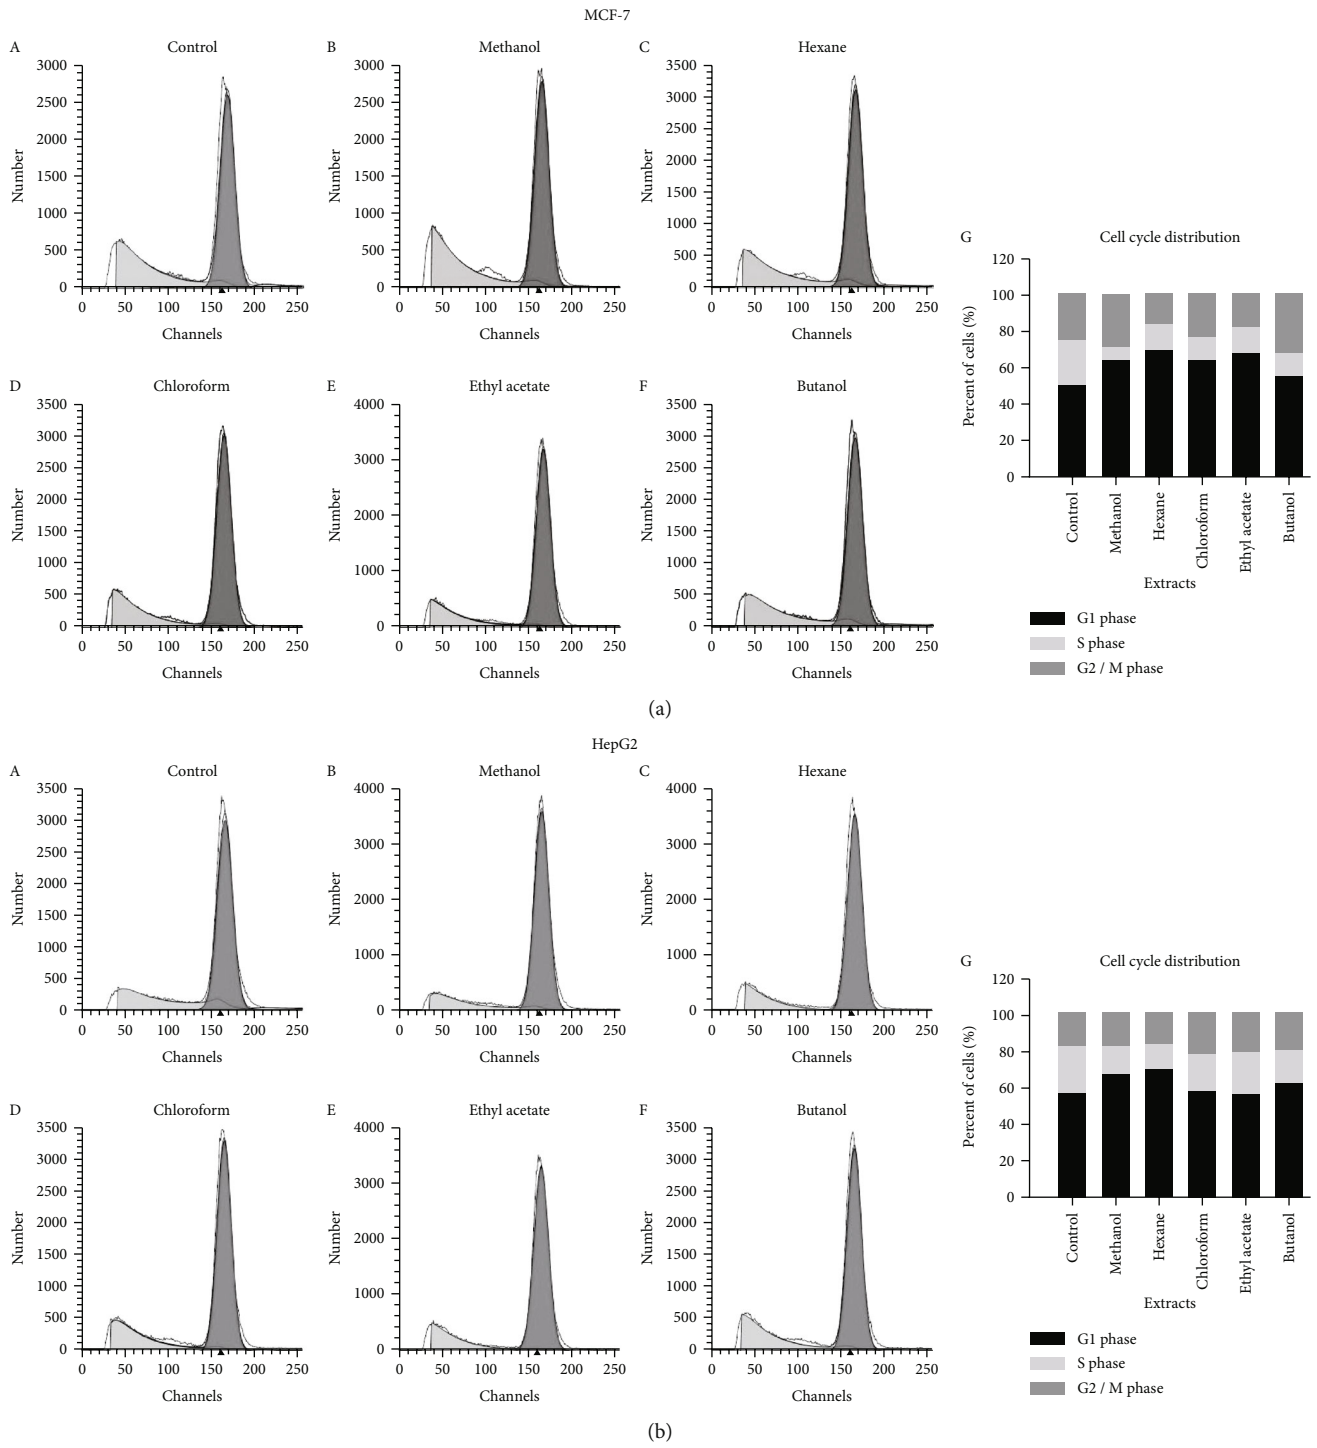 MCF-7
A Control
3000
2500
2000
1500
1000
500
0
Number
0 50 100 150 200 250
Channels
B Methanol
3000
2500
2000
1500
1000
500
0
Number
0 50 100 150 200 250
Channels
C Hexane
3500
3000
2500
2000
1500
1000
500
0
Number
0 50 100 150 200 250
Channels
D Chloroform
3500
3000
2500
2000
1500
1000
500
0
Number
0 50 100 150 200 250
Channels
E Ethyl acetate
4000
3000
2000
1000
0
Number
0 50 100 150 200 250
Channels
F Butanol
3500
3000
2500
2000
1500
1000
500
0
Number
0 50 100 150 200 250
Channels
G Cell cycle distribution
120
100
80
60
40
20
0
Percent of cells (%)
Control
Methanol
Hexane
Chloroform
Ethyl acetate
Butanol
Extracts
G1 phase
S phase
G2 / M phase
(a)
HepG2
A Control
3500
3000
2500
2000
1500
1000
500
0
Number
0 50 100 150 200 250
Channels
B Methanol
4000
3000
2000
1000
0
Number
0 50 100 150 200 250
Channels
C Hexane
4000
3000
2000
1000
0
Number
0 50 100 150 200 250
Channels
D Chloroform
3500
3000
2500
2000
1500
1000
500
0
Number
0 50 100 150 200 250
Channels
E Ethyl acetate
4000
3000
2000
1000
0
Number
0 50 100 150 200 250
Channels
F Butanol
3500
3000
2500
2000
1500
1000
500
0
Number
0 50 100 150 200 250
Channels
G Cell cycle distribution
120
100
80
60
40
20
0
Percent of cells (%)
Control
Methanol
Hexane
Chloroform
Ethyl acetate
Butanol
Extracts
G1 phase
S phase
G2 / M phase
(b)